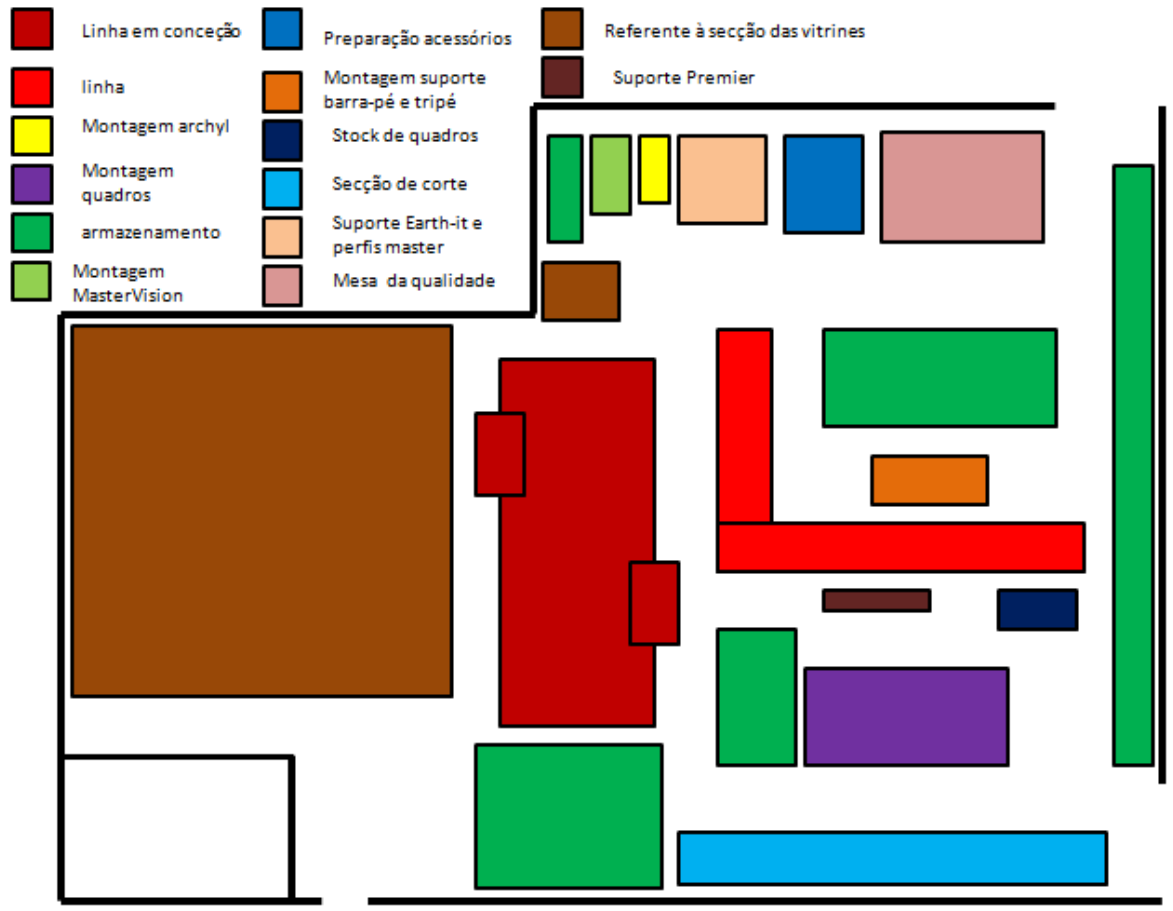 Linha em conceção
linha
Montagem archyl
Montagem
quadros
armazenamento
Montagem
MasterVision
Preparação acessórios
Montagem suporte
barra-pé e tripé
Stock de quadros
Secção de corte
Suporte Earth-it e
perfis master
Mesa da qualidade
Referente à secção das vitrines
Suporte Premier